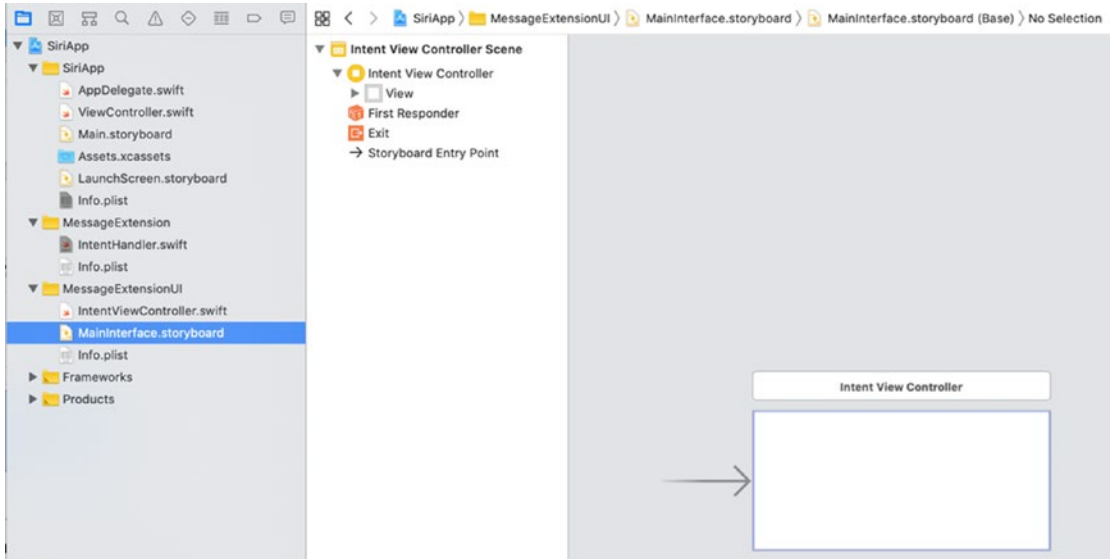 SiriApp
MessageExtensionUI
MainInterface.storyboard
MainInterface.storyboard (Base)
No Selection
SiriApp
SiriApp
AppDelegate.swift
ViewController.swift
Main.storyboard
Assets.xcassets
LaunchScreen.storyboard
Info.plist
MessageExtension
IntentHandler.swift
Info.plist
MessageExtensionUI
IntentViewController.swift
MainInterface.storyboard
Info.plist
Frameworks
Products
Intent View Controller Scene
Intent View Controller
View
First Responder
Exit
Storyboard Entry Point
Intent View Controller